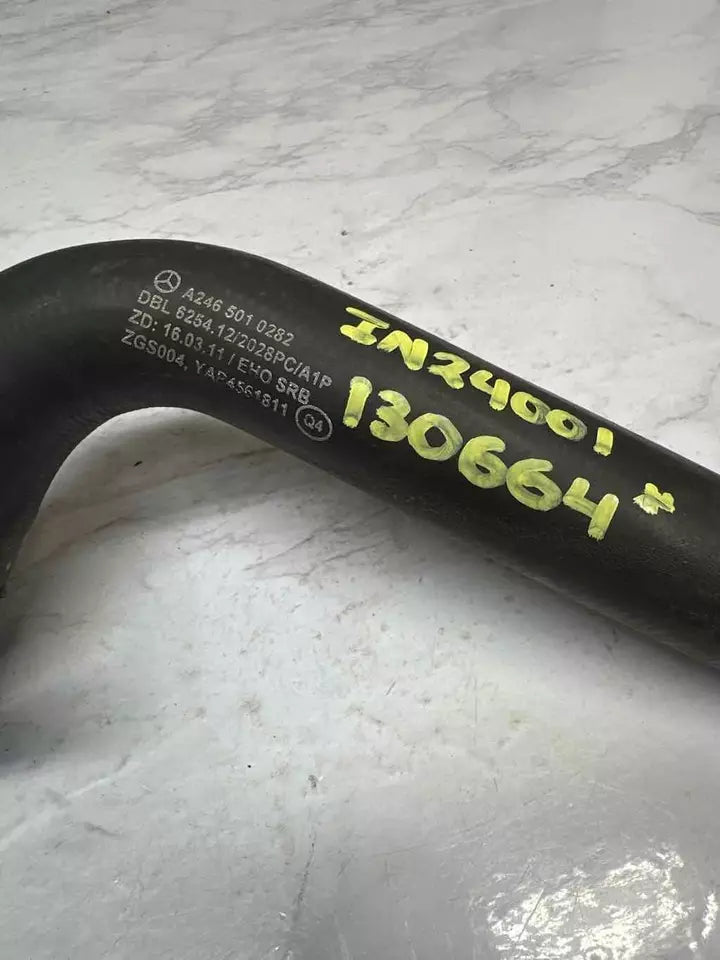 A246 501 0282
DBL 6254.12/2028PC/A1P
ZD: 16.03.11 / EHO SRB
ZGS004, YAP4561811 Q4
IN24001
130664 *